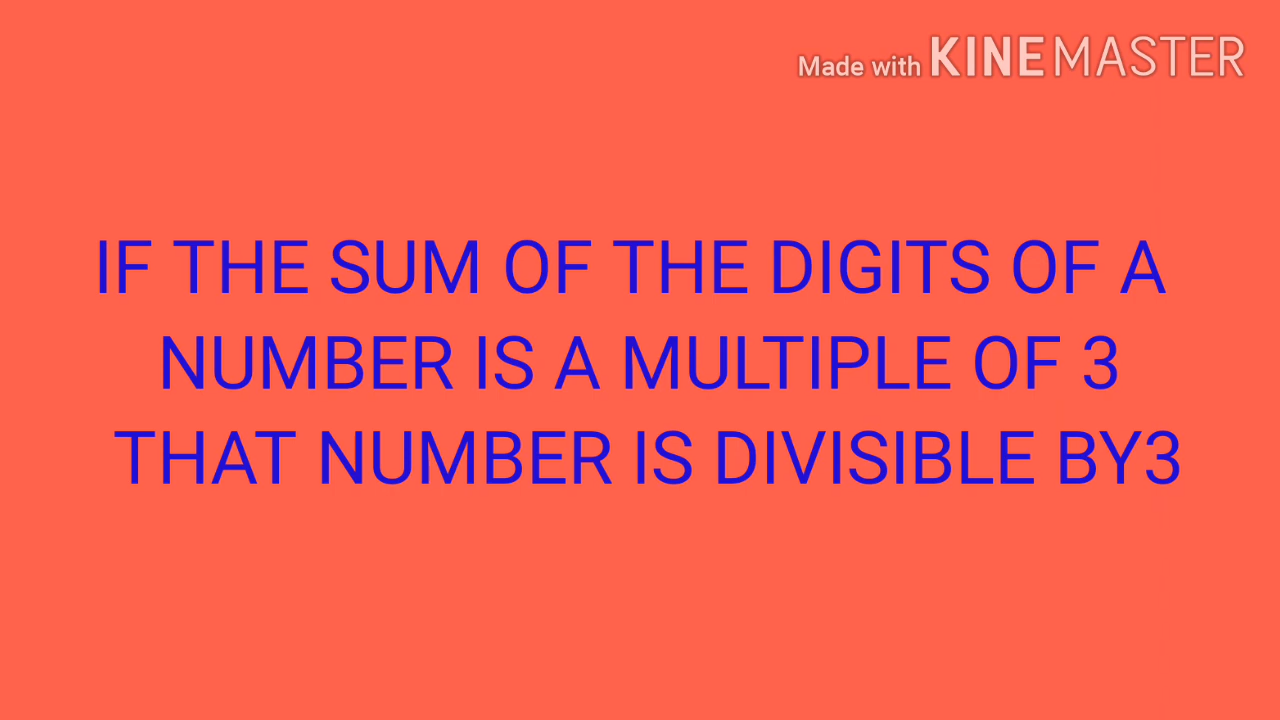 Made with KINEMASTER
IF THE SUM OF THE DIGITS OF A
NUMBER IS A MULTIPLE OF 3
THAT NUMBER IS DIVISIBLE BY3